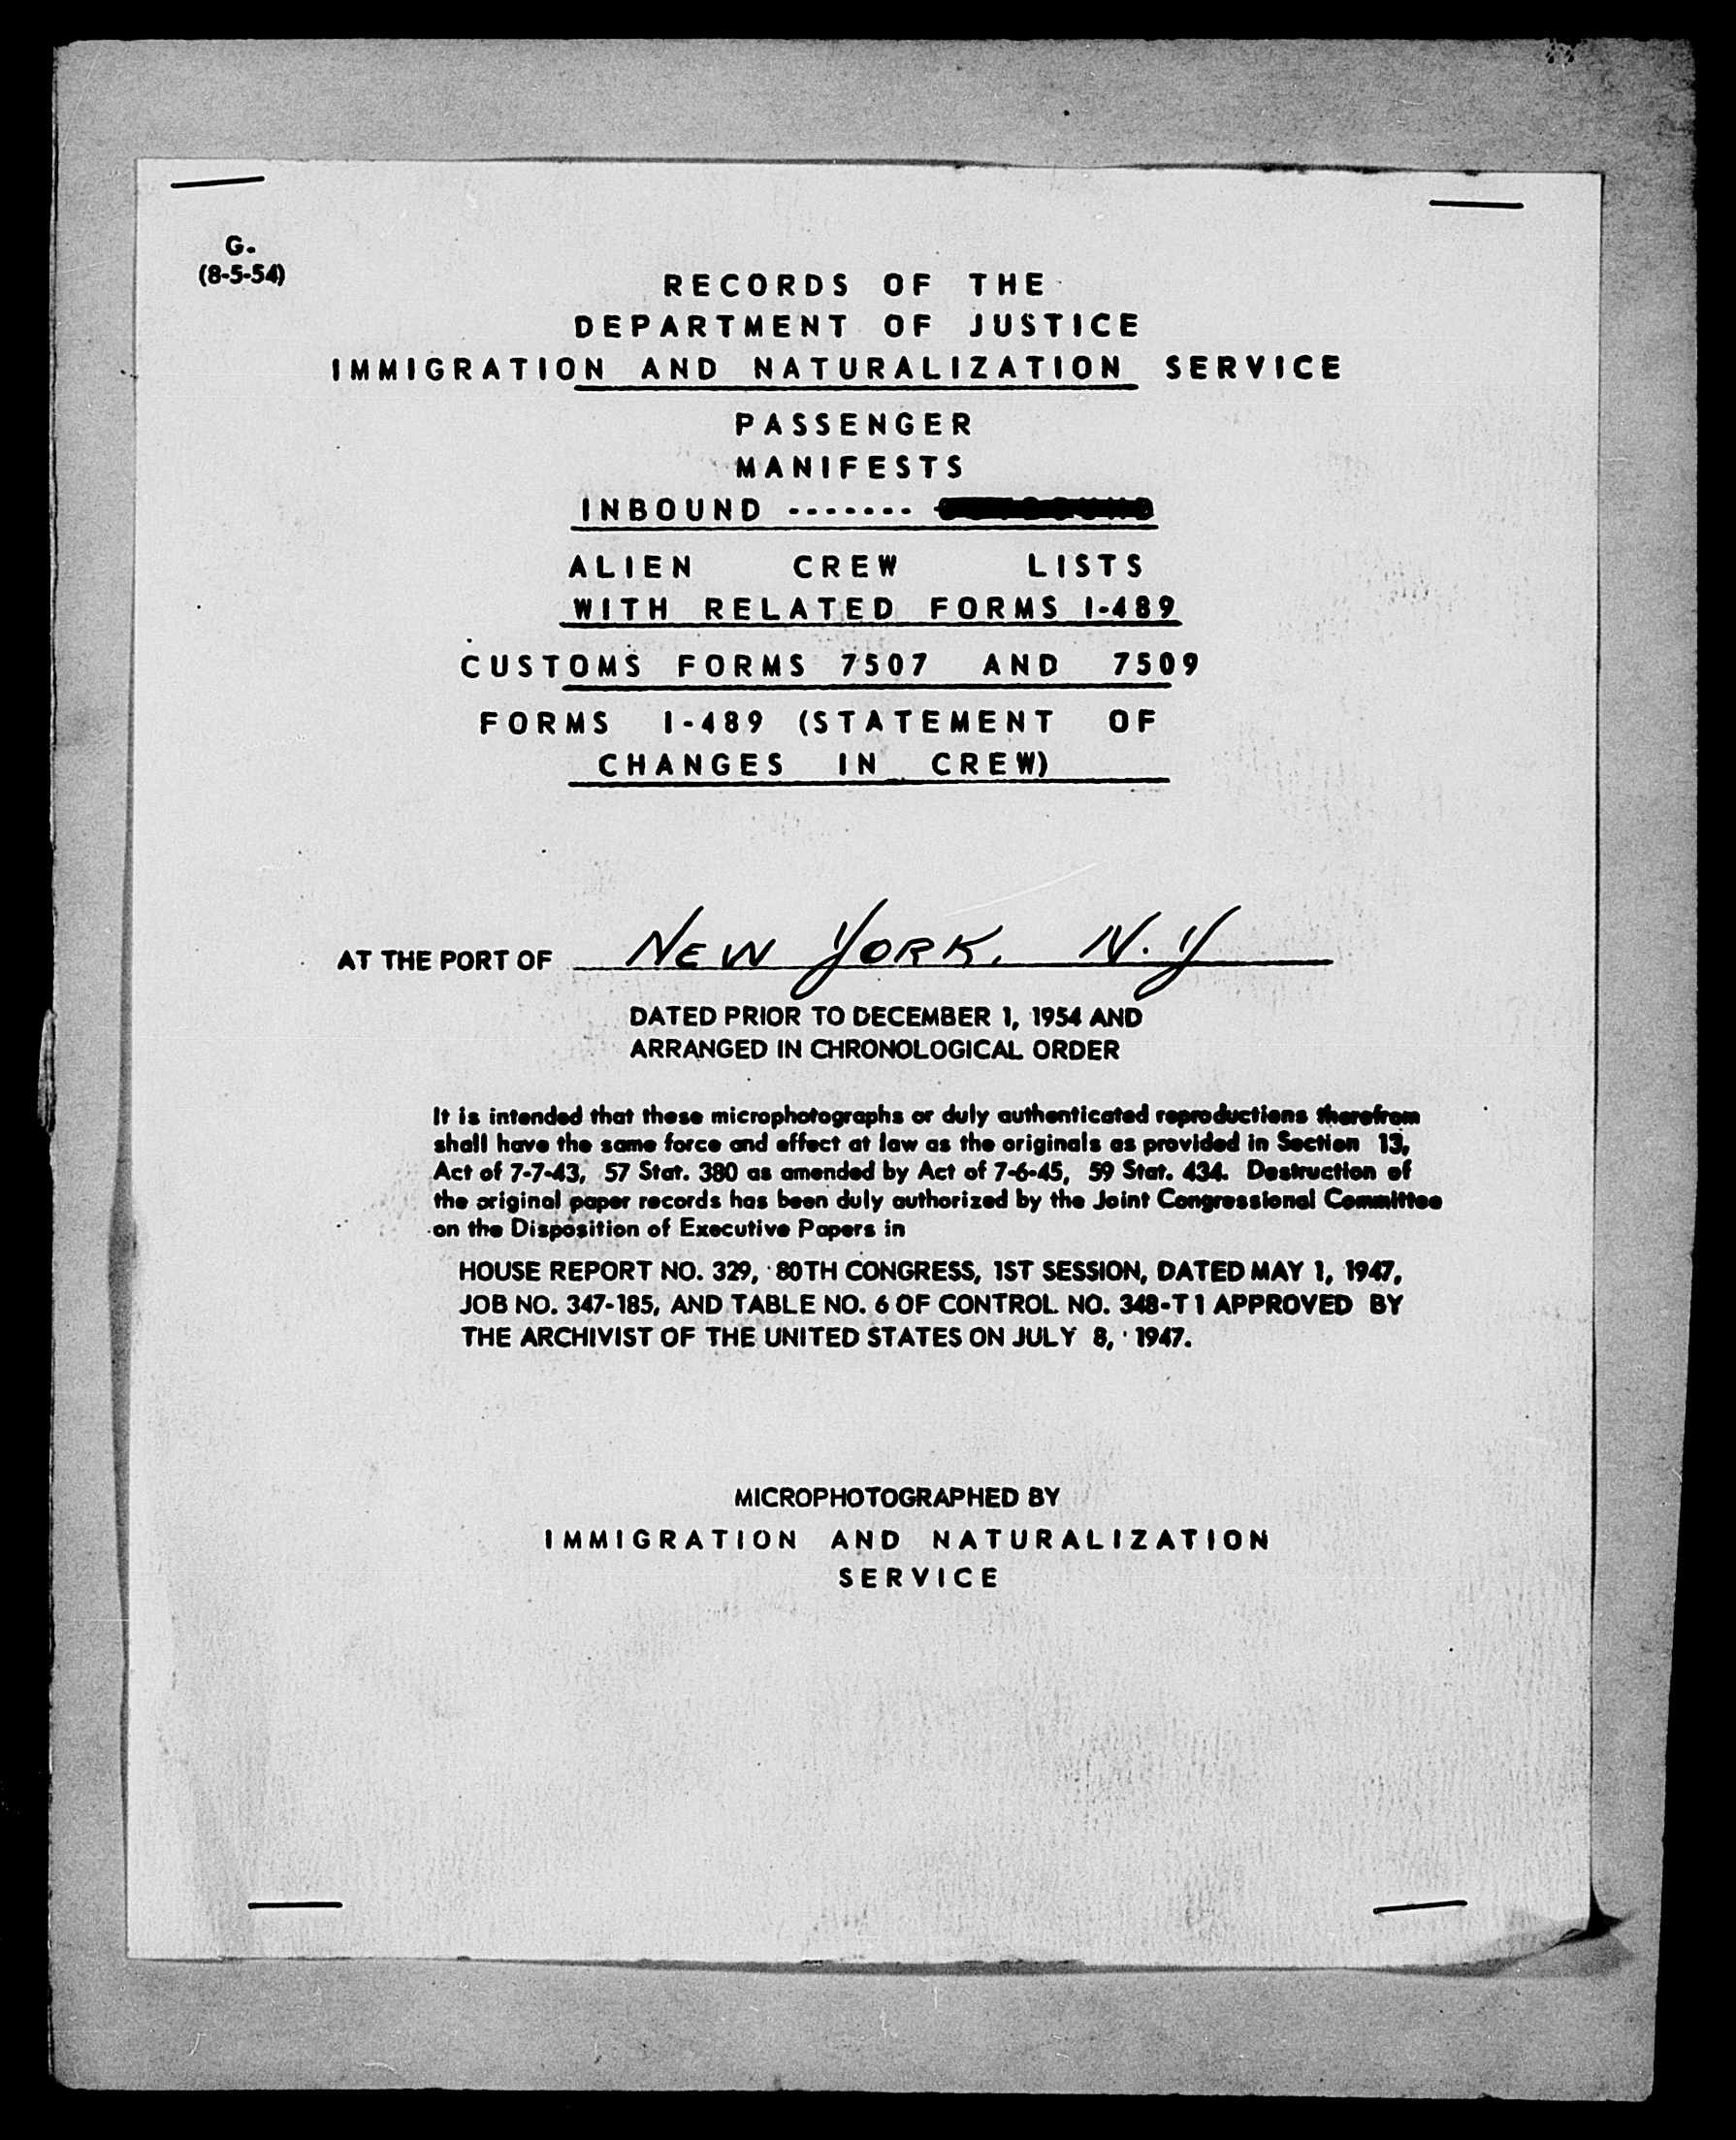 G-
(8-5-54)
RECORDS OF THE
DEPARTMENT OF JUSTICE
IMMIGRATION AND NATURALIZATION SERVICE
PASSENGER
MANIFESTS
INBOUND -------
ALIEN CREW LISTS
WITH RELATED FORMS I-489
CUSTOMS FORMS 7507 AND 7509
FORMS I-489 (STATEMENT OF
CHANGES IN CREW)
AT THE PORT OF NEW YORK, N.Y
DATED PRIOR TO DECEMBER 1, 1954 AND
ARRANGED IN CHRONOLOGICAL ORDER
It is intended that these microphotographs or duly authenticated reproductions therefrom
shall have the same force and effect at law as the originals as provided in Section 13,
Act of 7-7-43, 57 Stat. 380 as amended by Act of 7-6-45, 59 Stat. 434. Destruction of
the original paper records has been duly authorized by the Joint Congressional Committee
on the Disposition of Executive Papers in
HOUSE REPORT NO. 329, 80TH CONGRESS, 1ST SESSION, DATED MAY 1, 1947,
JOB NO. 347-185, AND TABLE NO. 6 OF CONTROL NO. 348-T1 APPROVED BY
THE ARCHIVIST OF THE UNITED STATES ON JULY 8, 1947.
MICROPHOTOGRAPHED BY
IMMIGRATION AND NATURALIZATION
SERVICE